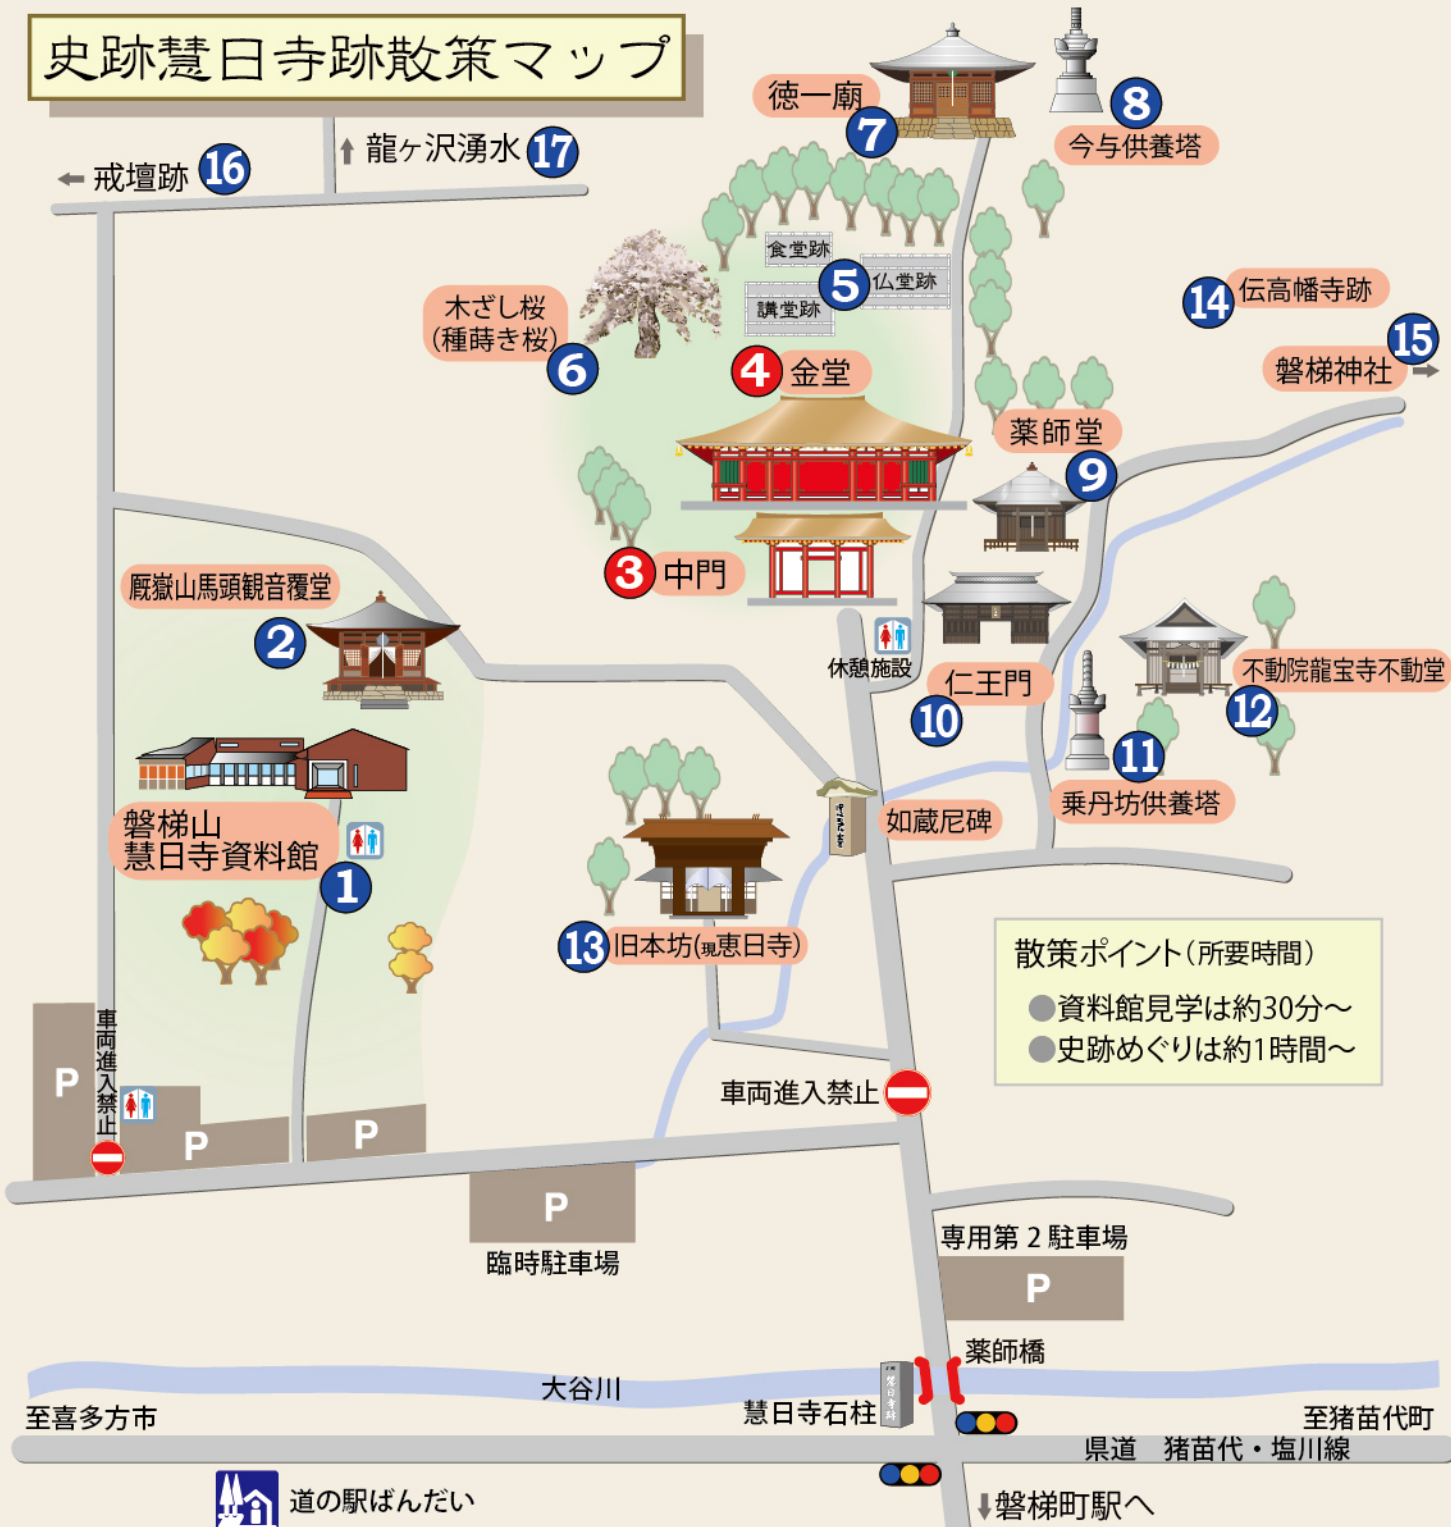 史跡慧日寺跡散策マップ
徳一廟
7
8
今与供養塔
龍ヶ沢湧水 17
戒壇跡 16
食堂跡
5
仏堂跡
講堂跡
木ざし桜
(種蒔き桜)
6
14 伝高幡寺跡
15
磐梯神社
4 金堂
薬師堂
9
3 中門
厩嶽山馬頭観音覆堂
2
休憩施設
仁王門
10
不動院龍宝寺不動堂
12
11
乗丹坊供養塔
如蔵尼碑
磐梯山
慧日寺資料館
1
13 旧本坊(現恵日寺)
散策ポイント(所要時間)
●資料館見学は約30分～
●史跡めぐりは約1時間～
車両進入禁止
P
P
P
車両進入禁止
P
臨時駐車場
専用第2駐車場
P
薬師橋
大谷川
慧日寺石柱
慧日寺跡
至喜多方市
至猪苗代町
県道 猪苗代・塩川線
道の駅ばんだい
磐梯町駅へ